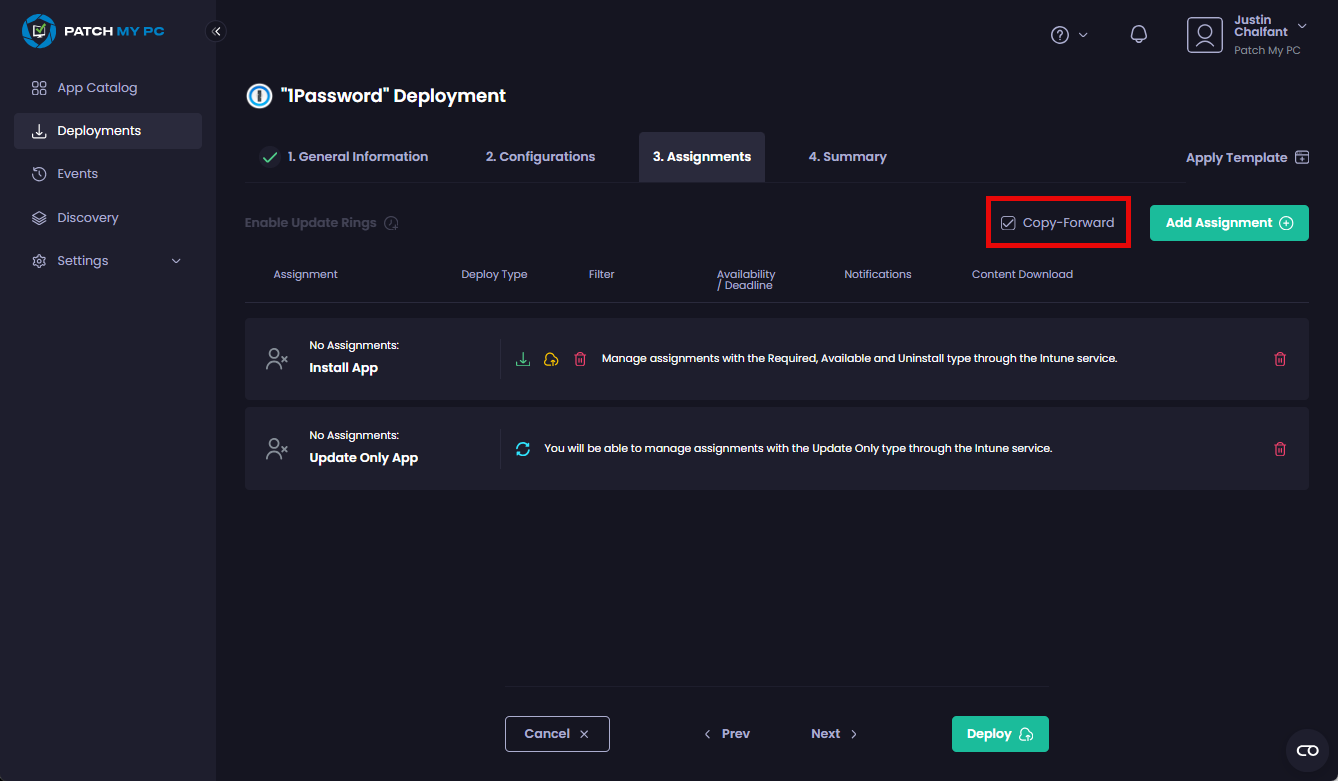 PATCH MY PC
Justin
Chalfant
Patch My PC
App Catalog
Deployments
Events
Discovery
Settings
"1Password" Deployment
1. General Information
2. Configurations
3. Assignments
4. Summary
Apply Template
Enable Update Rings
Copy-Forward
Add Assignment
Assignment
Deploy Type
Filter
Availability
/ Deadline
Notifications
Content Download
No Assignments:
Install App
Manage assignments with the Required, Available and Uninstall type through the Intune service.
No Assignments:
Update Only App
You will be able to manage assignments with the Update Only type through the Intune service.
Cancel
Prev
Next
Deploy